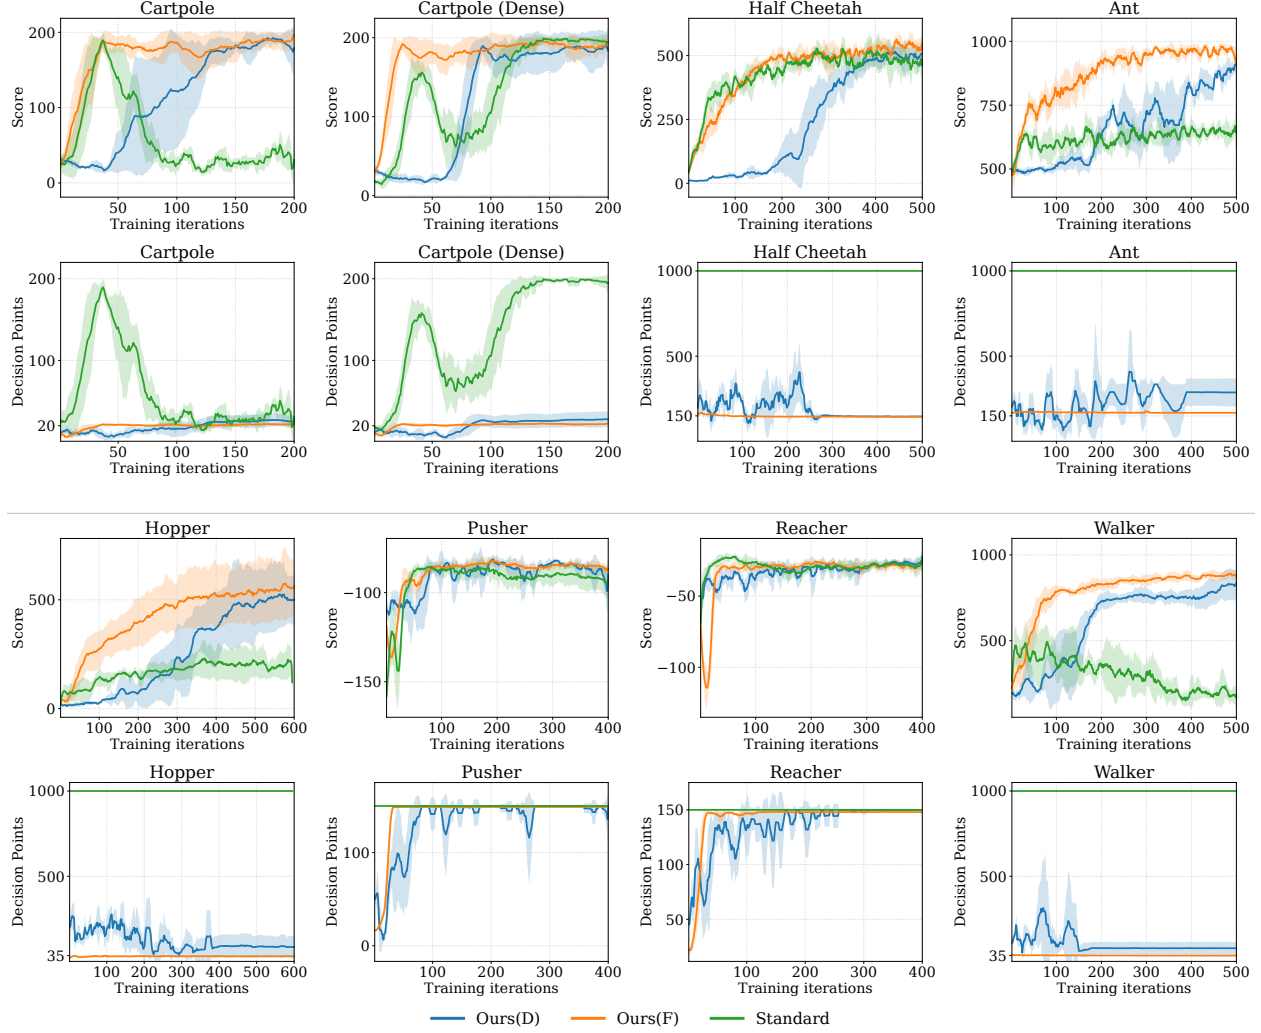 Cartpole Cartpole (Dense) Half Cheetah Ant
Score 200 100 0 Score 200 100 0 Score 500 250 0 Score 1000 750 500
50 100 150 200 50 100 150 200 100 200 300 400 500 100 200 300 400 500
Training iterations Training iterations Training iterations Training iterations
Cartpole Cartpole (Dense) Half Cheetah Ant
Decision Points 200 100 20 Decision Points 200 100 20 Decision Points 1000 500 150 Decision Points 1000 500 150
50 100 150 200 50 100 150 200 100 200 300 400 500 100 200 300 400 500
Training iterations Training iterations Training iterations Training iterations
Hopper Pusher Reacher Walker
Score 500 0 Score −100 −150 Score −50 −100 Score 1000 500
100 200 300 400 500 600 100 200 300 400 100 200 300 400 100 200 300 400 500
Training iterations Training iterations Training iterations Training iterations
Hopper Pusher Reacher Walker
Decision Points 1000 500 35 Decision Points 100 0 Decision Points 150 100 50 Decision Points 1000 500 35
100 200 300 400 500 600 100 200 300 400 100 200 300 400 100 200 300 400 500
Training iterations Training iterations Training iterations Training iterations
Ours(D) Ours(F) Standard